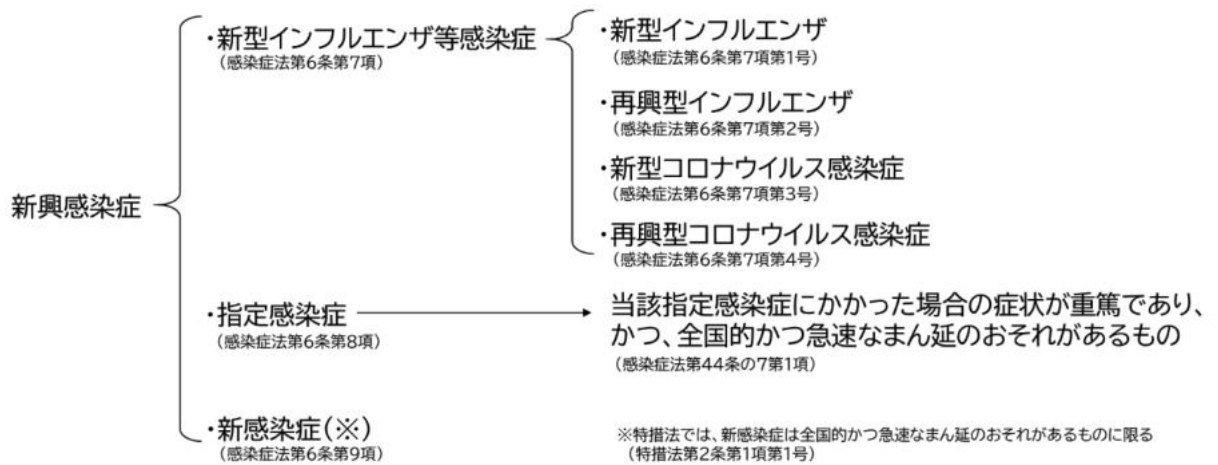 新興感染症
・新型インフルエンザ等感染症
(感染症法第6条第7項)
・新型インフルエンザ
(感染症法第6条第7項第1号)
・再興型インフルエンザ
(感染症法第6条第7項第2号)
・新型コロナウイルス感染症
(感染症法第6条第7項第3号)
・再興型コロナウイルス感染症
(感染症法第6条第7項第4号)
・指定感染症
(感染症法第6条第8項)
当該指定感染症にかかった場合の症状が重篤であり、
かつ、全国的かつ急速なまん延のおそれがあるもの
(感染症法第44条の7第1項)
・新感染症(※)
(感染症法第6条第9項)
※特措法では、新感染症は全国的かつ急速なまん延のおそれがあるものに限る
(特措法第2条第1項第1号)